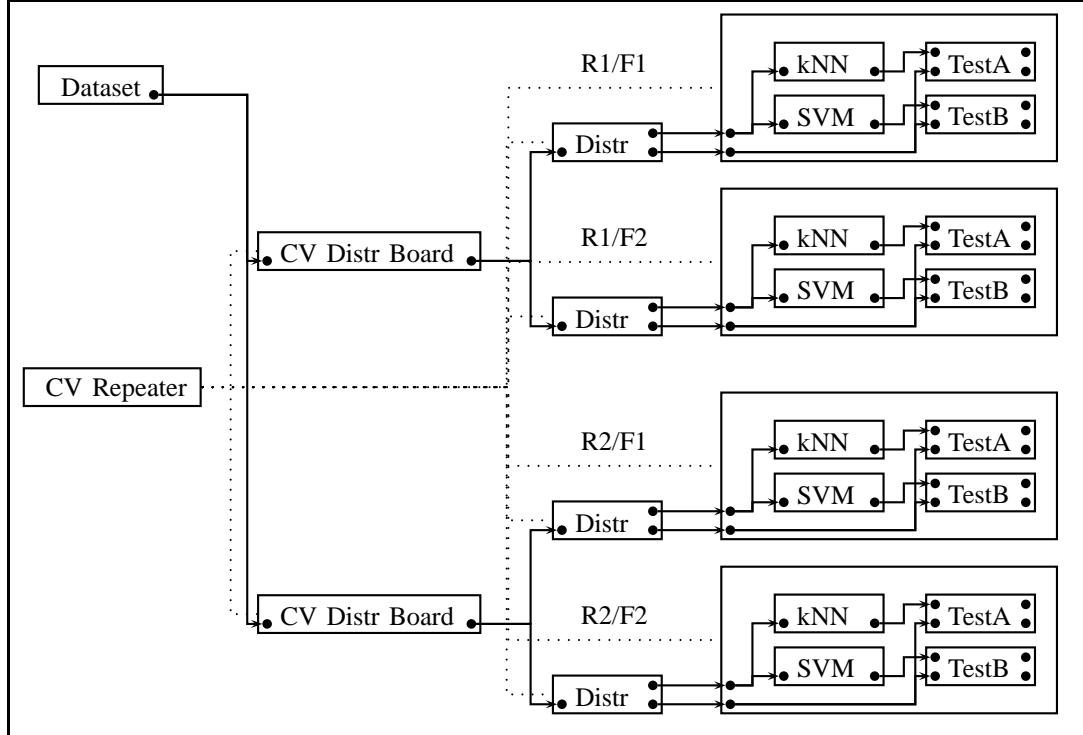 Dataset
CV Repeater
CV Distr Board
CV Distr Board
R1/F1
Distr
kNN
TestA
SVM
TestB
R1/F2
Distr
kNN
TestA
SVM
TestB
R2/F1
Distr
kNN
TestA
SVM
TestB
R2/F2
Distr
kNN
TestA
SVM
TestB